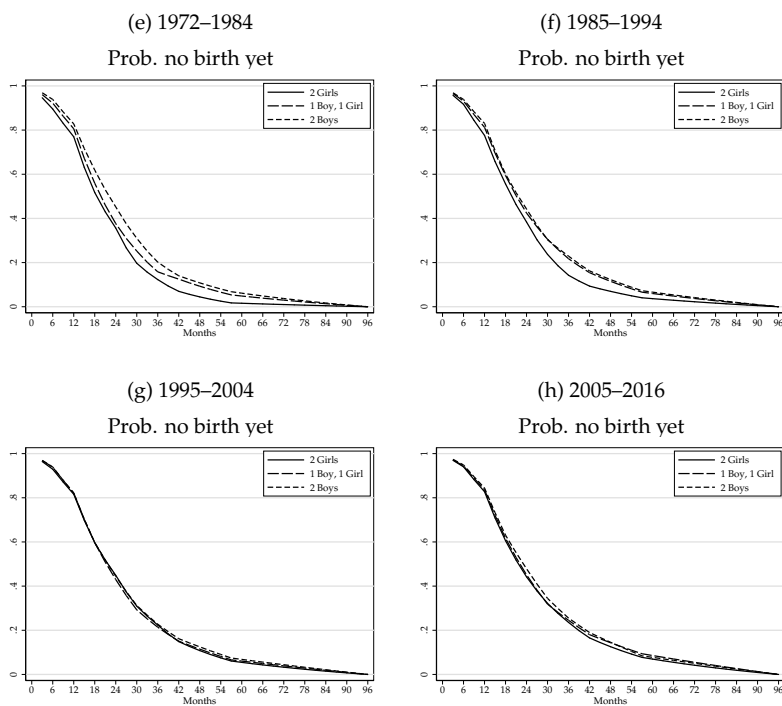 (e) 1972–1984
Prob. no birth yet
1
.8
.6
.4
.2
0
2 Girls
1 Boy, 1 Girl
2 Boys
0 6 12 18 24 30 36 42 48 54 60 66 72 78 84 90 96
Months
(f) 1985–1994
Prob. no birth yet
1
.8
.6
.4
.2
0
2 Girls
1 Boy, 1 Girl
2 Boys
0 6 12 18 24 30 36 42 48 54 60 66 72 78 84 90 96
Months
(g) 1995–2004
Prob. no birth yet
1
.8
.6
.4
.2
0
2 Girls
1 Boy, 1 Girl
2 Boys
0 6 12 18 24 30 36 42 48 54 60 66 72 78 84 90 96
Months
(h) 2005–2016
Prob. no birth yet
1
.8
.6
.4
.2
0
2 Girls
1 Boy, 1 Girl
2 Boys
0 6 12 18 24 30 36 42 48 54 60 66 72 78 84 90 96
Months